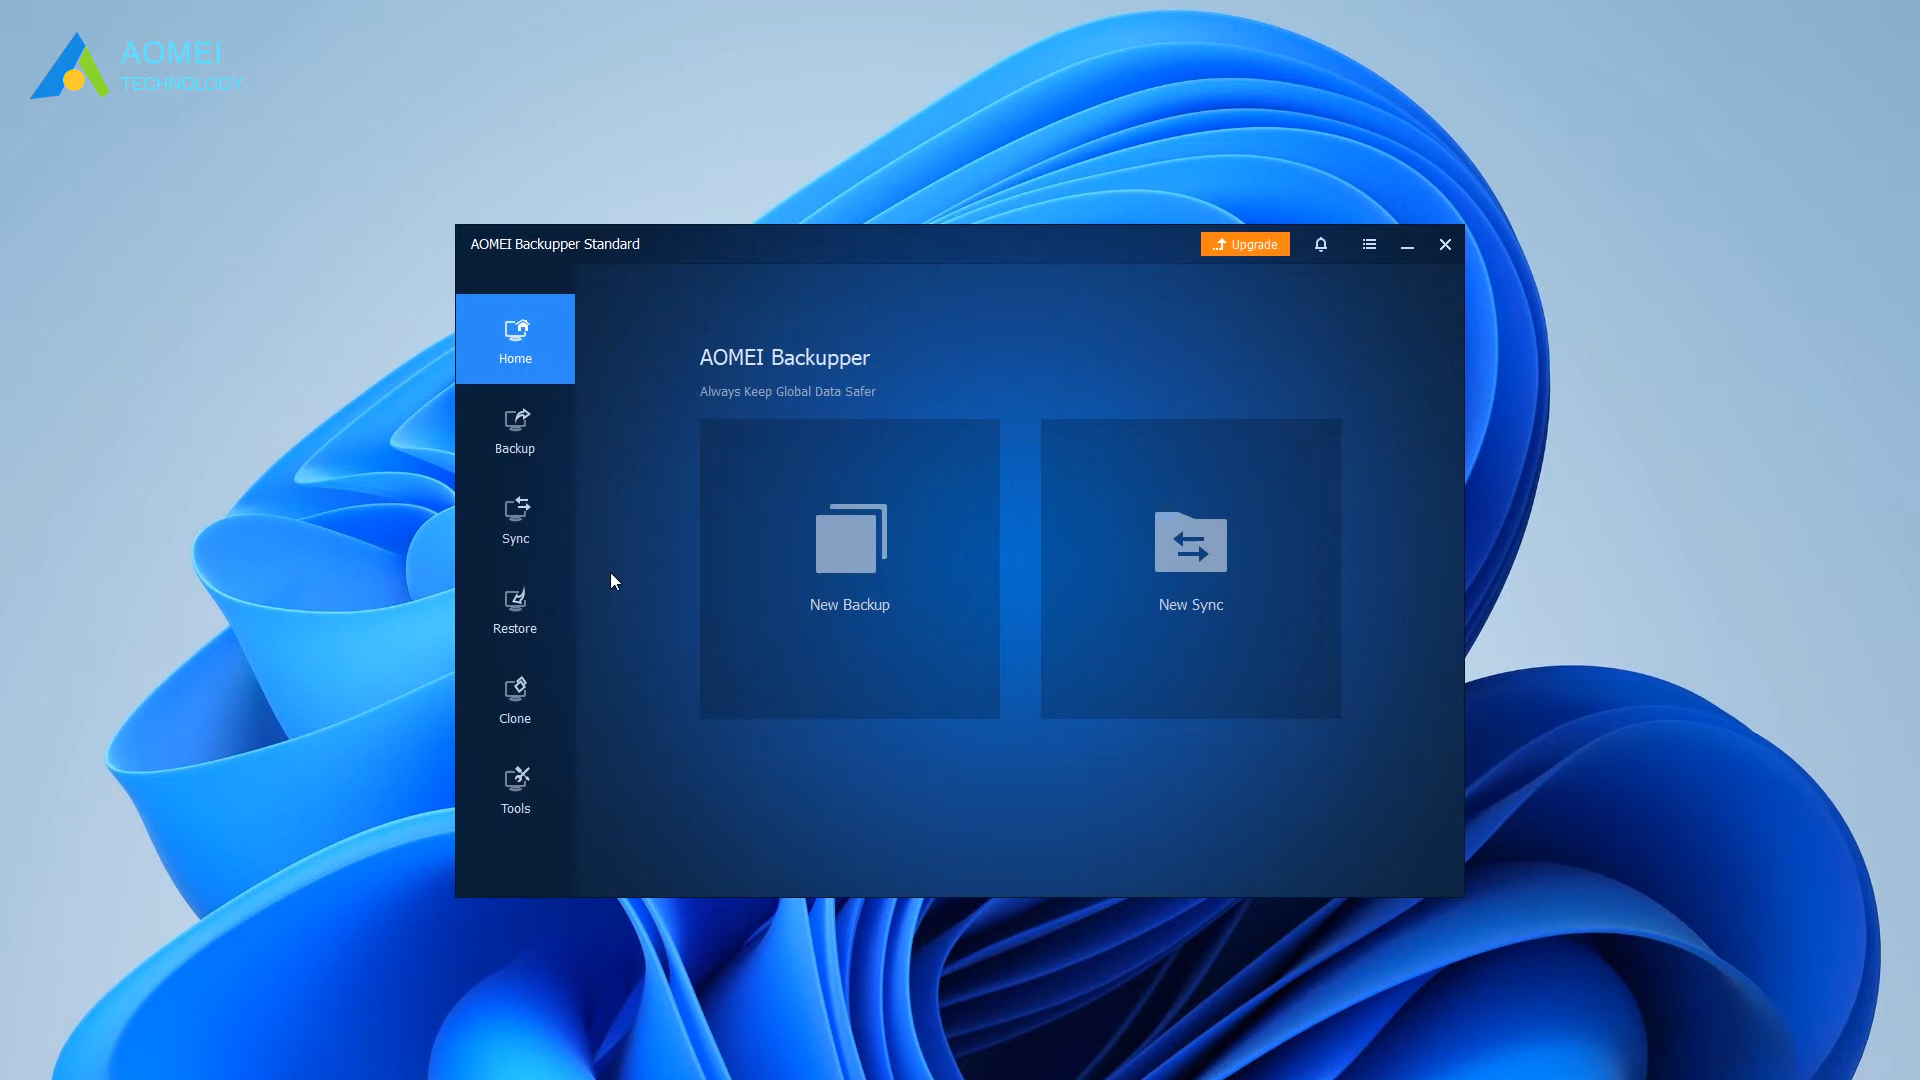 AOMEI
TECHNOLOGY
AOMEI Backupper Standard
Upgrade
Home
Backup
Sync
Restore
Clone
Tools
AOMEI Backupper
Always Keep Global Data Safer
New Backup
New Sync